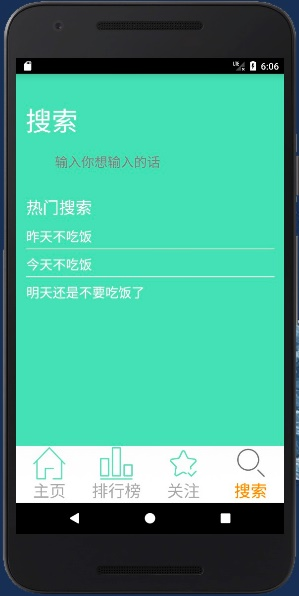 6:06
搜索
输入你想输入的话
热门搜索
昨天不吃饭
今天不吃饭
明天还是不要吃饭了
主页 排行榜 关注 搜索